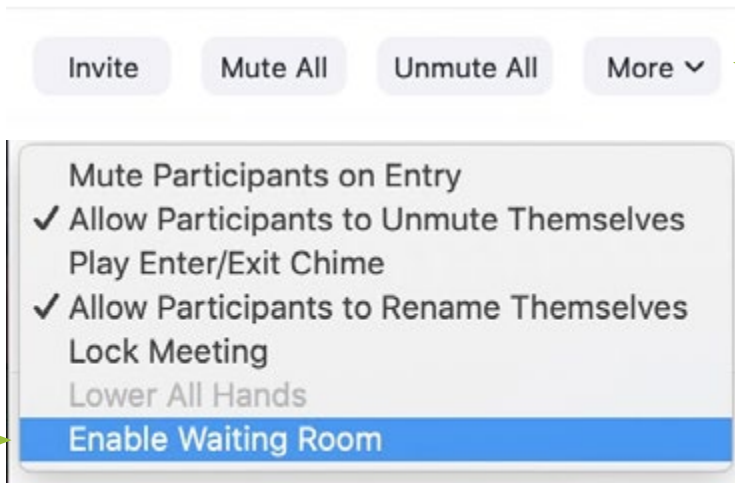 Invite Mute All Unmute All More
Mute Participants on Entry
✓ Allow Participants to Unmute Themselves
Play Enter/Exit Chime
✓ Allow Participants to Rename Themselves
Lock Meeting
Lower All Hands
Enable Waiting Room